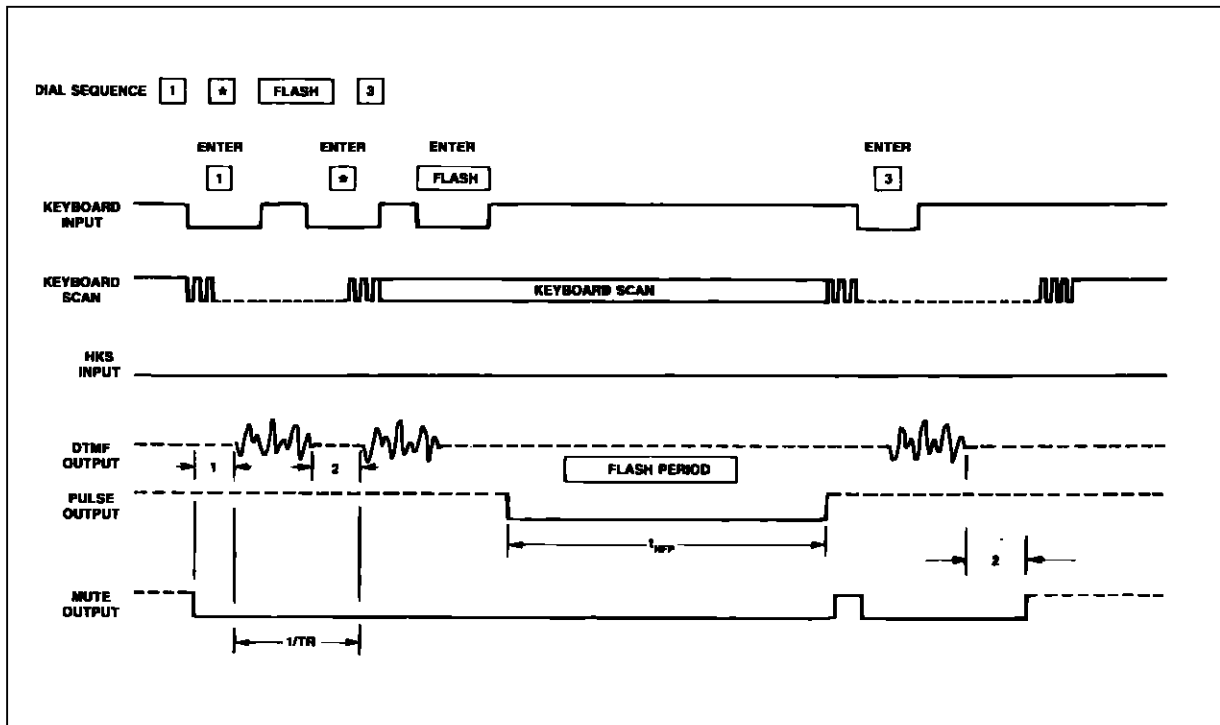 DIAL SEQUENCE 1 * FLASH 3
ENTER ENTER ENTER ENTER
1 * FLASH 3
KEYBOARD
INPUT
KEYBOARD
SCAN
KEYBOARD SCAN
HKS
INPUT
DTMF
OUTPUT
1 2
FLASH PERIOD
PULSE
OUTPUT
tHFP
2
MUTE
OUTPUT
1/TR